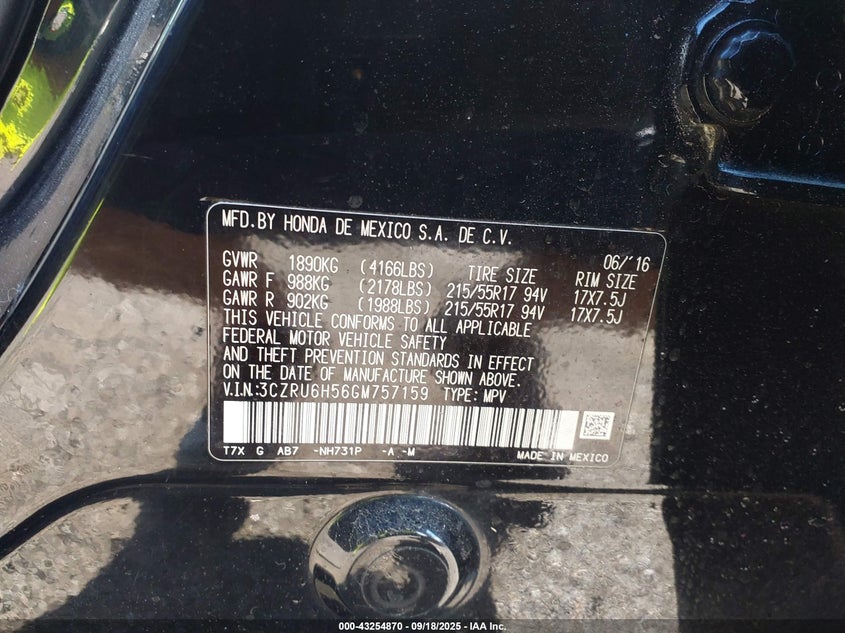 MFD. BY HONDA DE MEXICO S.A. DE C.V.
06/'16
GVWR 1890KG (4166LBS) TIRE SIZE RIM SIZE
GAWR F 988KG (2178LBS) 215/55R17 94V 17X7.5J
GAWR R 902KG (1988LBS) 215/55R17 94V 17X7.5J
THIS VEHICLE CONFORMS TO ALL APPLICABLE
FEDERAL MOTOR VEHICLE SAFETY
AND THEFT PREVENTION STANDARDS IN EFFECT
ON THE DATE OF MANUFACTURE SHOWN ABOVE.
V.I.N.:3CZRU6H56GM757159 TYPE: MPV
T7X G AB7 -NH731P -A -M
MADE IN MEXICO
000-43254870 - 09/18/2025 - IAA Inc.